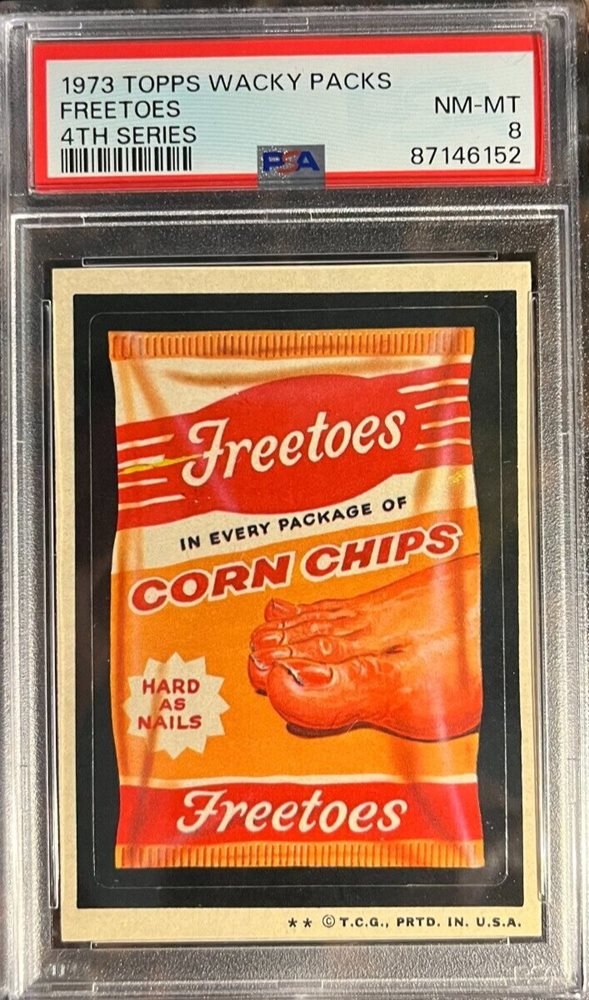 1973 TOPPS WACKY PACKS
FREETOES NM-MT
4TH SERIES 8
PSA 87146152
Freetoes
IN EVERY PACKAGE OF
CORN CHIPS
HARD
AS
NAILS
Freetoes
** © T.C.G., PRTD. IN. U.S.A.